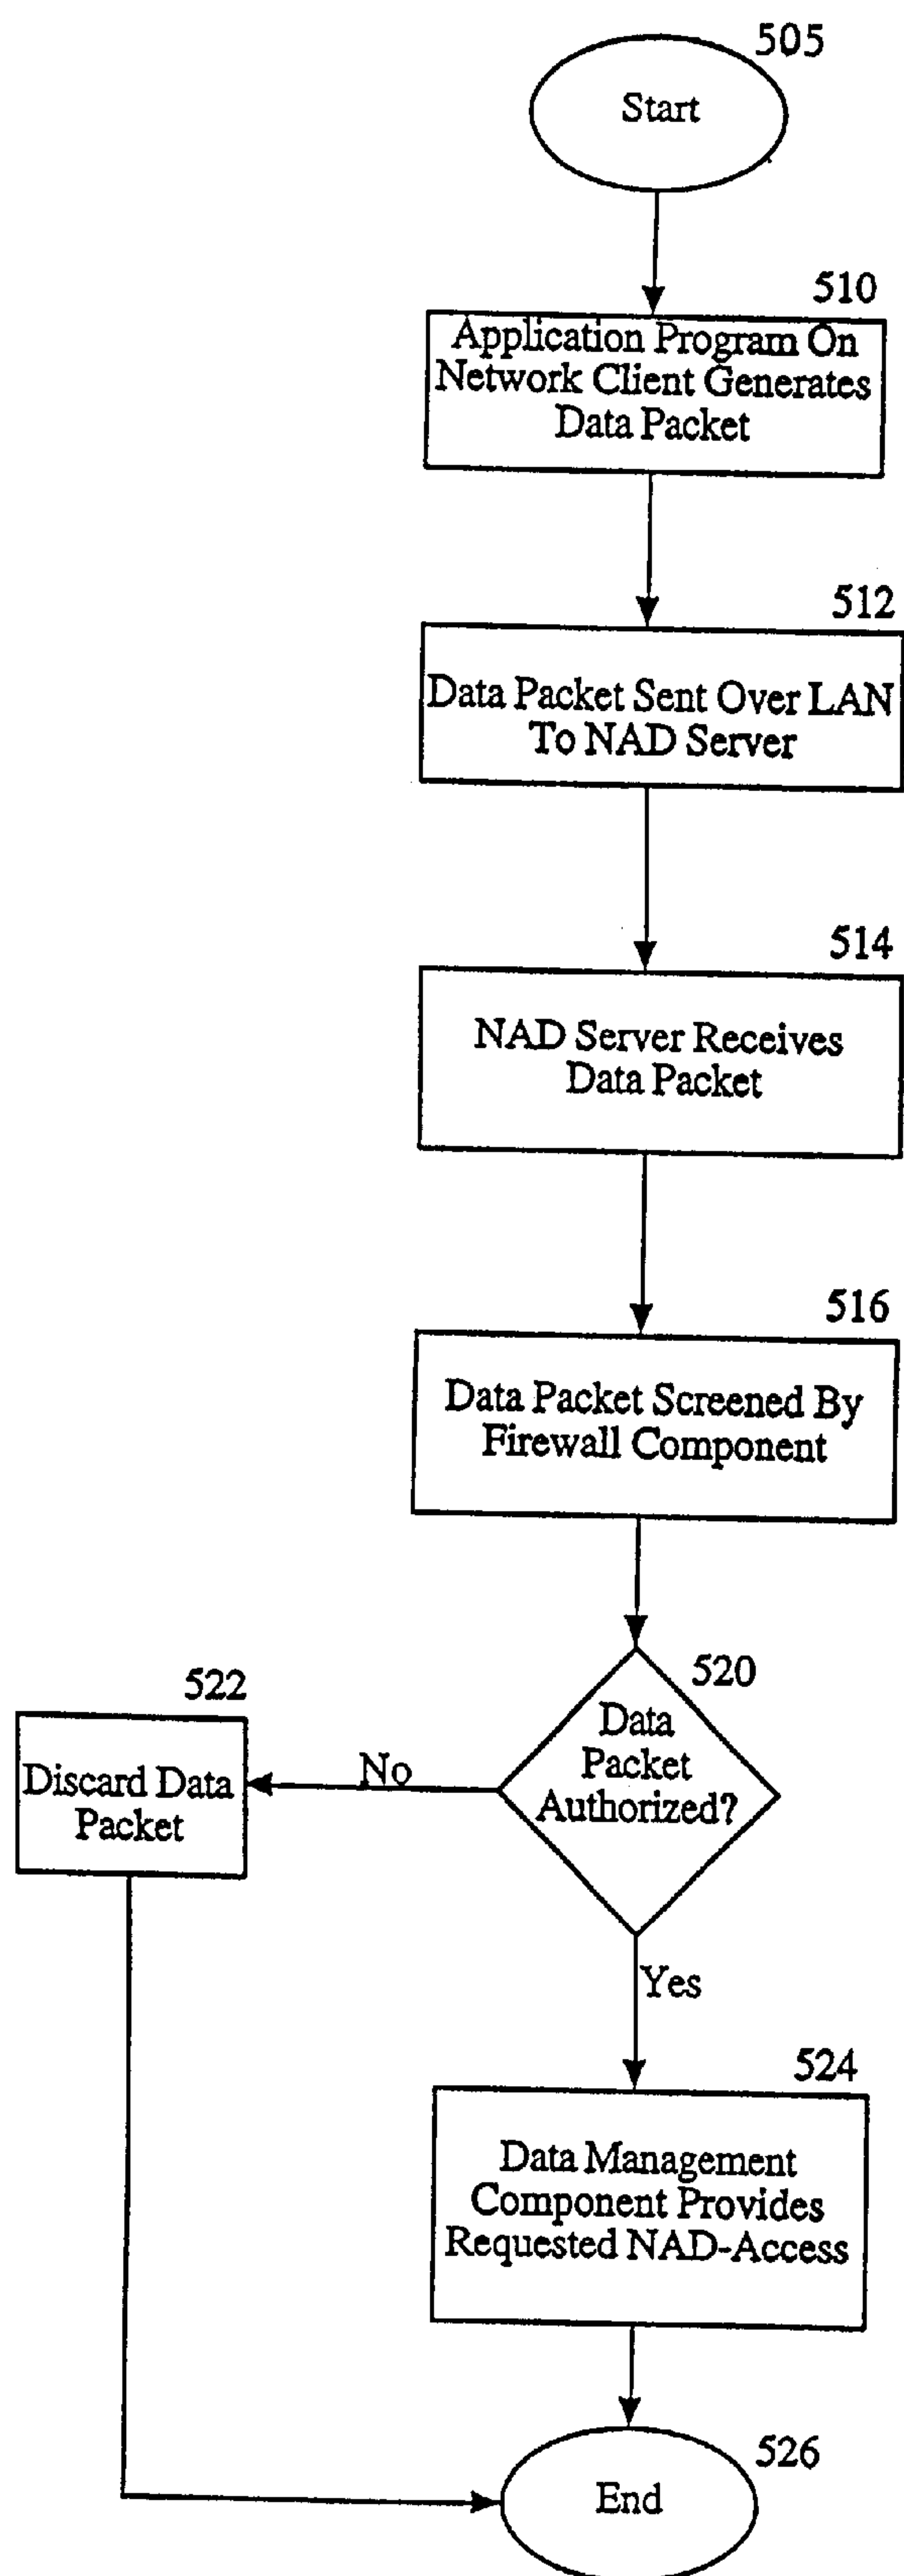 505
Start
510
Application Program On
Network Client Generates
Data Packet
512
Data Packet Sent Over LAN
To NAD Server
514
NAD Server Receives
Data Packet
516
Data Packet Screened By
Firewall Component
520
Data
Packet
Authorized?
No
522
Discard Data
Packet
Yes
524
Data Management
Component Provides
Requested NAD-Access
526
End